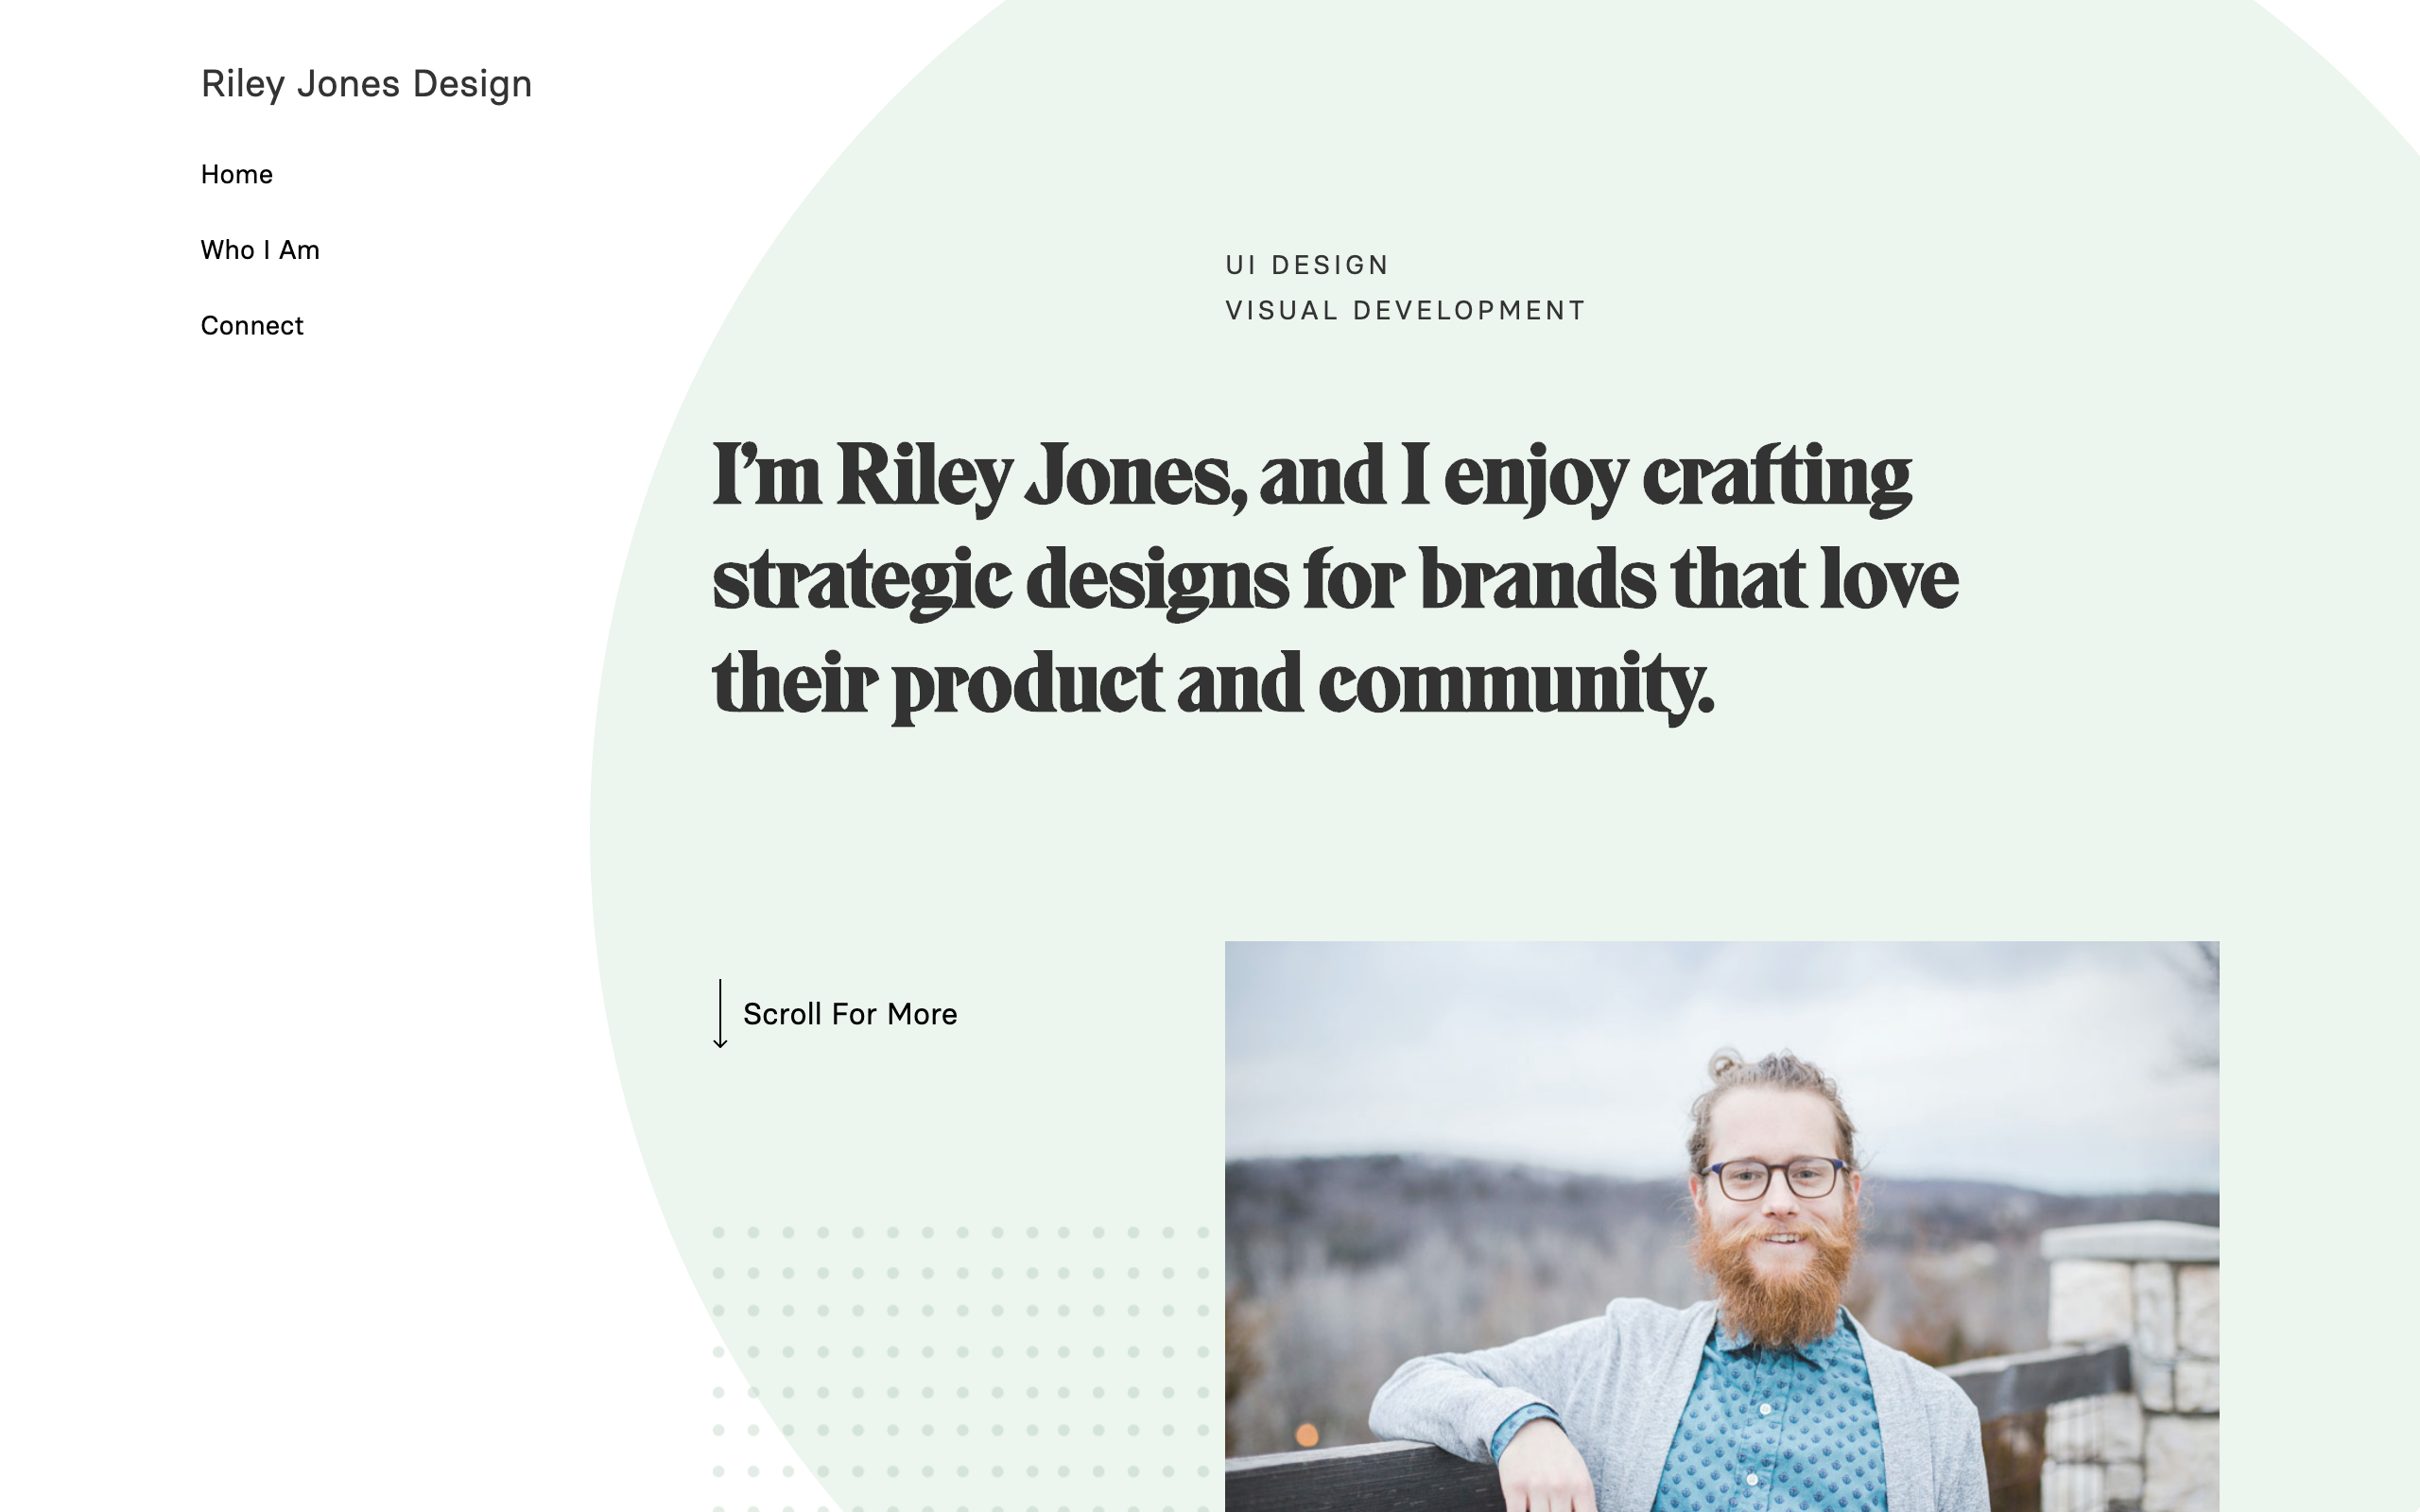 Riley Jones Design
Home
Who I Am
Connect
UI DESIGN
VISUAL DEVELOPMENT
I’m Riley Jones, and I enjoy crafting
strategic designs for brands that love
their product and community.
Scroll For More